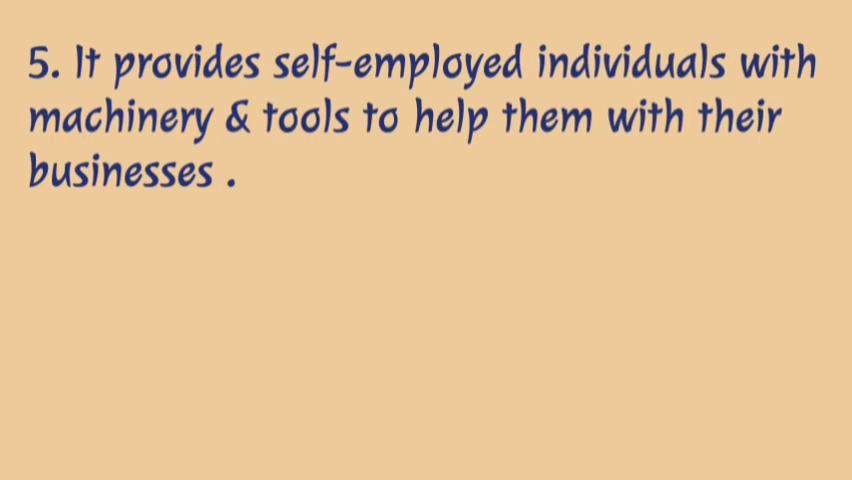 5. It provides self-employed individuals with
machinery & tools to help them with their
businesses .